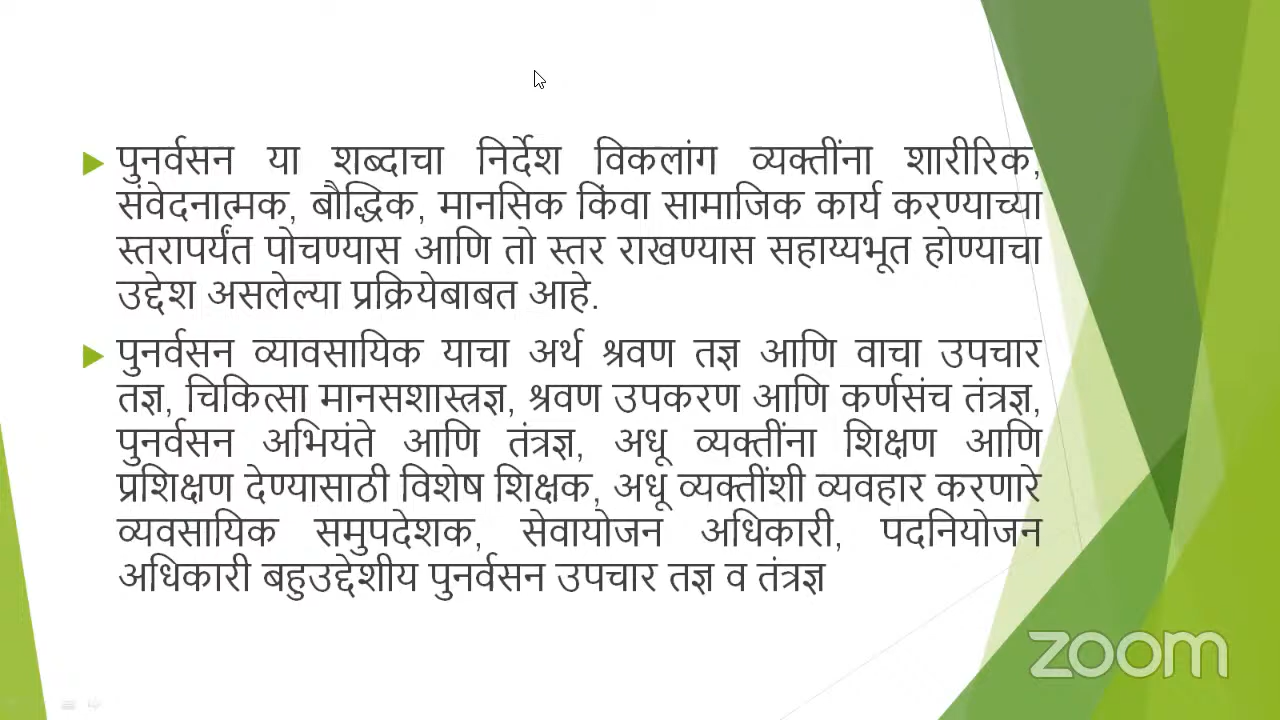 पुनर्वसन या शब्दाचा निर्देश विकलांग व्यक्तींना शारीरिक,
संवेदनात्मक, बौद्धिक, मानसिक किंवा सामाजिक कार्य करण्याच्या
स्तरापर्यंत पोचण्यास आणि तो स्तर राखण्यास सहाय्यभूत होण्याचा
उद्देश असलेल्या प्रक्रियेबाबत आहे.
पुनर्वसन व्यावसायिक याचा अर्थ श्रवण तज्ञ आणि वाचा उपचार
तज्ञ, चिकित्सा मानसशास्त्रज्ञ, श्रवण उपकरण आणि कर्णसंच तंत्रज्ञ,
पुनर्वसन अभियंते आणि तंत्रज्ञ, अधू व्यक्तींना शिक्षण आणि
प्रशिक्षण देण्यासाठी विशेष शिक्षक, अधू व्यक्तींशी व्यवहार करणारे
व्यवसायिक समुपदेशक, सेवायोजन अधिकारी, पदनियोजन
अधिकारी बहुउद्देशीय पुनर्वसन उपचार तज्ञ व तंत्रज्ञ
zoom